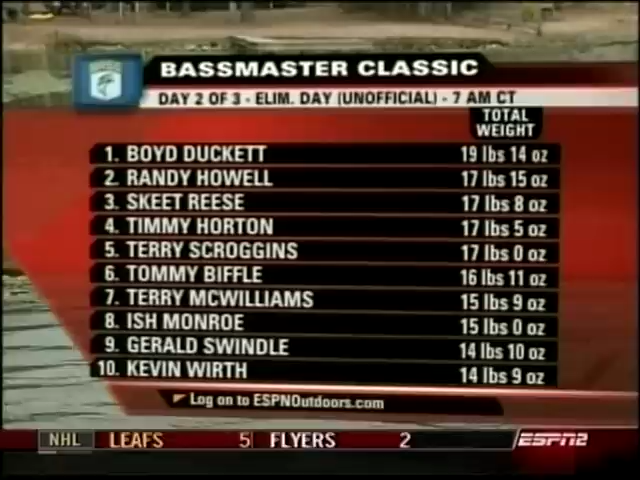 BASSMASTER CLASSIC
DAY 2 OF 3 - ELIM. DAY (UNOFFICIAL) - 7 AM CT
TOTAL
WEIGHT
1. BOYD DUCKETT 19 lbs 14 oz
2. RANDY HOWELL 17 lbs 15 oz
3. SKEET REESE 17 lbs 8 oz
4. TIMMY HORTON 17 lbs 5 oz
5. TERRY SCROGGINS 17 lbs 0 oz
6. TOMMY BIFFLE 16 lbs 11 oz
7. TERRY MCWILLIAMS 15 lbs 9 oz
8. ISH MONROE 15 lbs 0 oz
9. GERALD SWINDLE 14 lbs 10 oz
10. KEVIN WIRTH 14 lbs 9 oz
Log on to ESPNOutdoors.com
NHL LEAFS 5 FLYERS 2 ESPN2